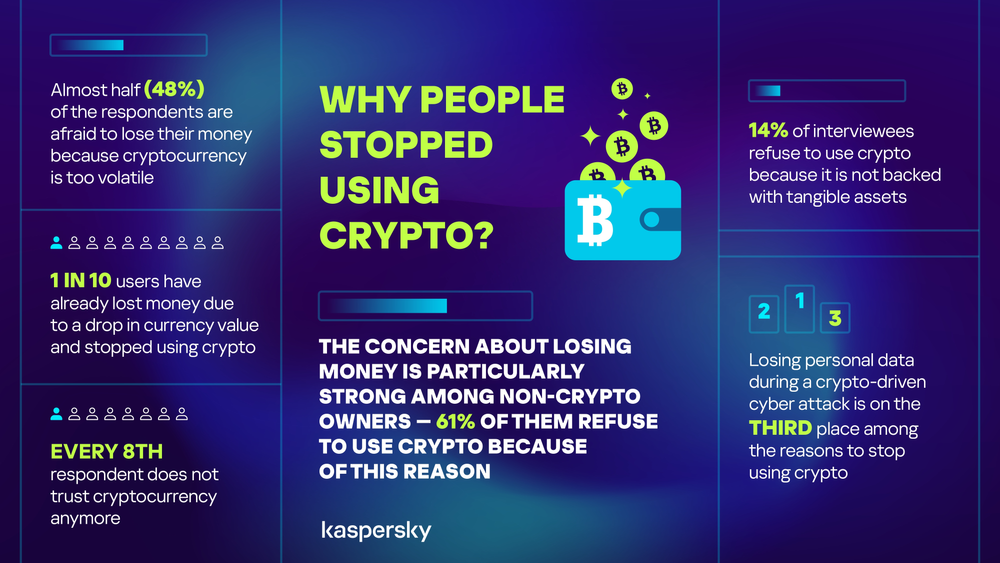 Almost half (48%)
of the respondents are
afraid to lose their money
because cryptocurrency
is too volatile
1 IN 10 users have
already lost money due
to a drop in currency value
and stopped using crypto
EVERY 8TH
respondent does not
trust cryptocurrency
anymore
WHY PEOPLE
STOPPED
USING
CRYPTO?
THE CONCERN ABOUT LOSING
MONEY IS PARTICULARLY
STRONG AMONG NON-CRYPTO
OWNERS – 61% OF THEM REFUSE
TO USE CRYPTO BECAUSE
OF THIS REASON
kaspersky
14% of interviewees
refuse to use crypto
because it is not backed
with tangible assets
2 1 3
Losing personal data
during a crypto-driven
cyber attack is on the
THIRD place among
the reasons to stop
using crypto